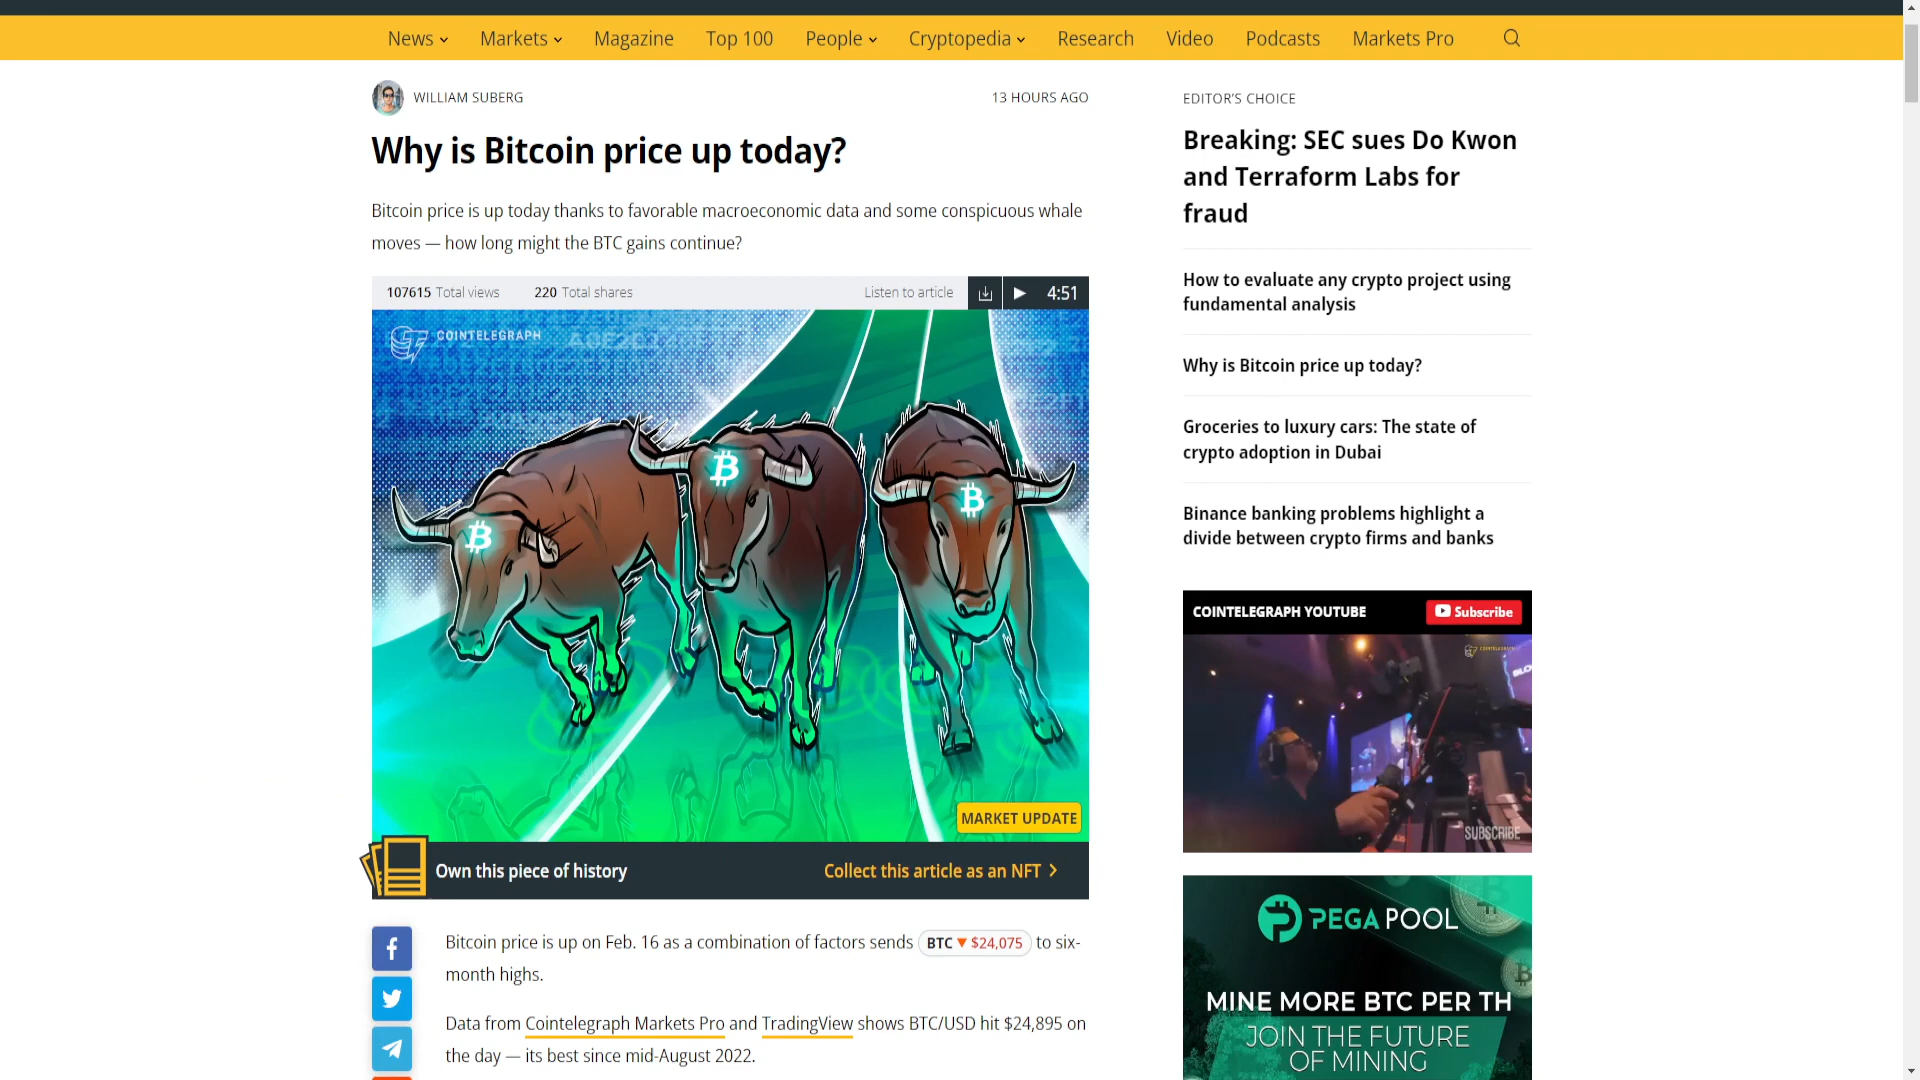 News
Markets
Magazine
Top 100
People
Cryptopedia
Research
Video
Podcasts
Markets Pro
WILLIAM SUBERG
13 HOURS AGO
Why is Bitcoin price up today?
Bitcoin price is up today thanks to favorable macroeconomic data and some conspicuous whale
moves — how long might the BTC gains continue?
107615 Total views
220 Total shares
Listen to article
4:51
COINTELEGRAPH
MARKET UPDATE
Own this piece of history
Collect this article as an NFT
Bitcoin price is up on Feb. 16 as a combination of factors sends BTC ▼ $24,075 to six-
month highs.
Data from Cointelegraph Markets Pro and TradingView shows BTC/USD hit $24,895 on
the day — its best since mid-August 2022.
EDITOR'S CHOICE
Breaking: SEC sues Do Kwon
and Terraform Labs for
fraud
How to evaluate any crypto project using
fundamental analysis
Why is Bitcoin price up today?
Groceries to luxury cars: The state of
crypto adoption in Dubai
Binance banking problems highlight a
divide between crypto firms and banks
COINTELEGRAPH YOUTUBE
Subscribe
SUBSCRIBE
PEGA POOL
MINE MORE BTC PER TH
JOIN THE FUTURE
OF MINING